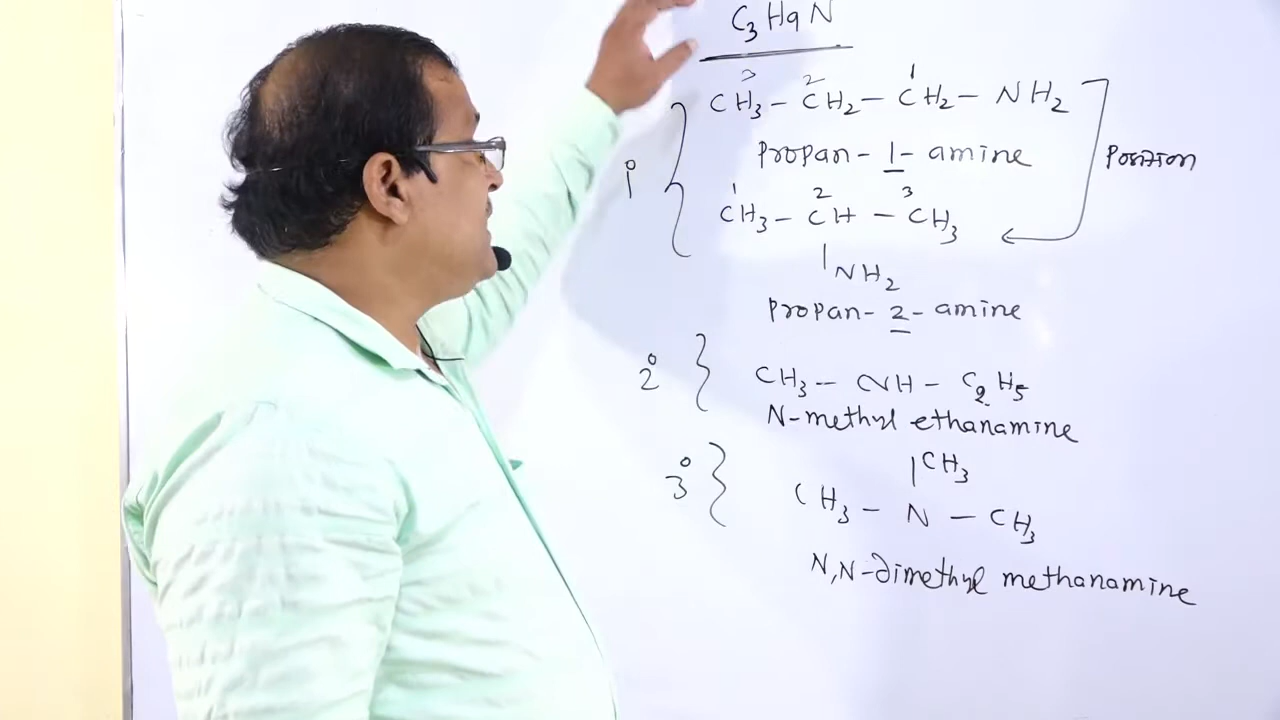 C3H9N
3 2 1
CH3 – CH2 – CH2 – NH2
Propan - 1 - amine
Position
1°
1 2 3
CH3 – CH – CH3
| NH2
Propan - 2 - amine
2°
CH3 – NH – C2H5
N-methyl ethanamine
3°
| CH3
CH3 – N – CH3
N,N-dimethyl methanamine